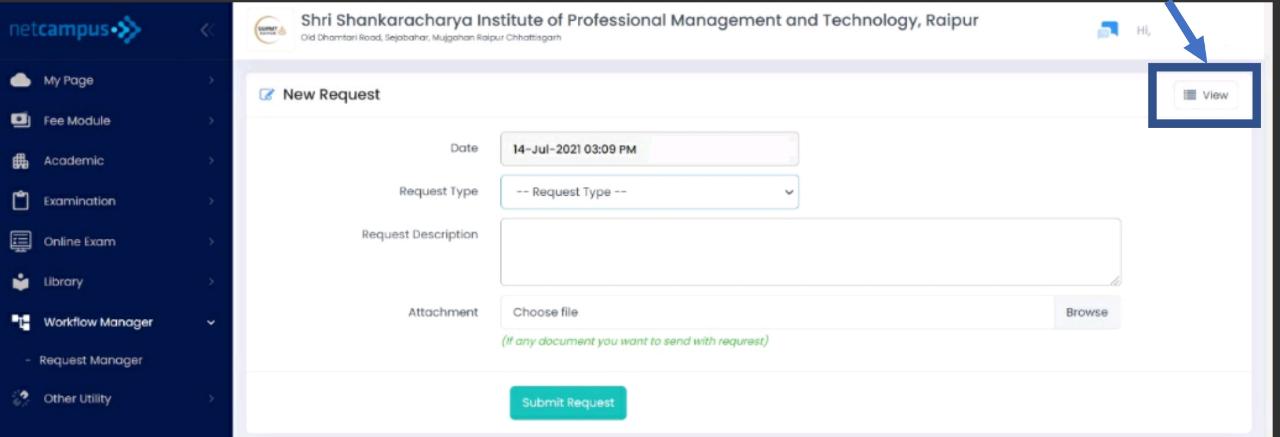 netcampus
Shri Shankaracharya Institute of Professional Management and Technology, Raipur
Old Dhamtari Road, Sejabahar, Mujgahan Raipur Chhattisgarh
Hi,
My Page
Fee Module
Academic
Examination
Online Exam
Library
Workflow Manager
- Request Manager
Other Utility
New Request
View
Date 14-Jul-2021 03:09 PM
Request Type -- Request Type --
Request Description
Attachment Choose file Browse
(If any document you want to send with requrest)
Submit Request